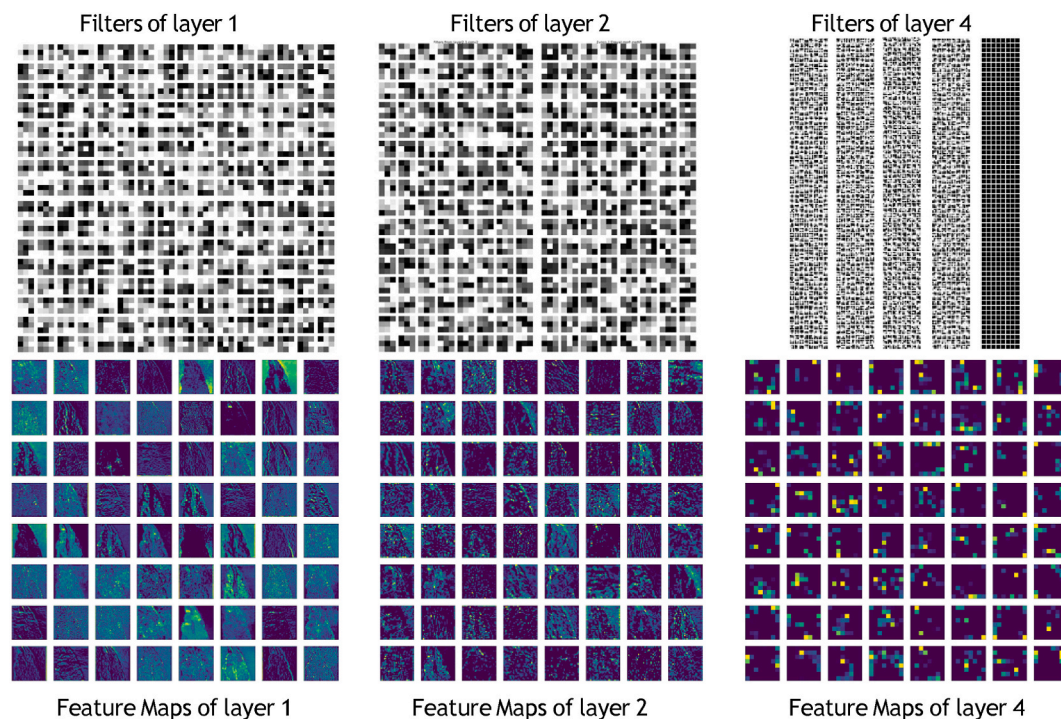 Filters of layer 1
Filters of layer 2
Filters of layer 4
Feature Maps of layer 1
Feature Maps of layer 2
Feature Maps of layer 4